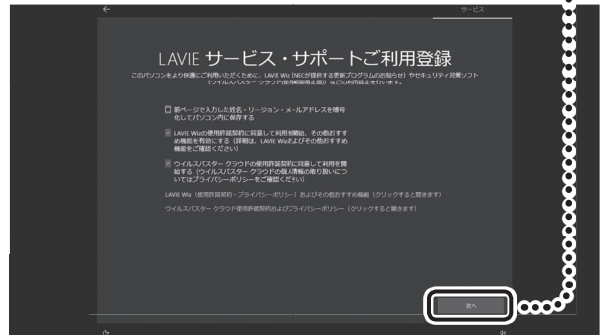 サービス
LAVIE サービス・サポートご利用登録
このパソコンをより快適にご利用いただくために、LAVIE Wiz（NECが提供する更新プログラムのお知らせ）やセキュリティ対策ソフト
前ページで入力した姓名・リージョン・メールアドレスを暗号
化してパソコン内に保存する
LAVIE Wizの使用許諾契約に同意して利用を開始、その他おすす
め機能を有効にする（詳細は、LAVIE Wizおよびその他おすすめ
機能をご確認ください）
ウイルスバスター クラウドの使用許諾契約に同意して利用を開
始する（ウイルスバスター クラウドの個人情報の取り扱いにつ
いてはプライバシーポリシーをご確認ください）
LAVIE Wiz（使用許諾契約・プライバシーポリシー）およびその他おすすめ機能（クリックすると開きます）
ウイルスバスター クラウド使用許諾契約およびプライバシーポリシー（クリックすると開きます）
次へ